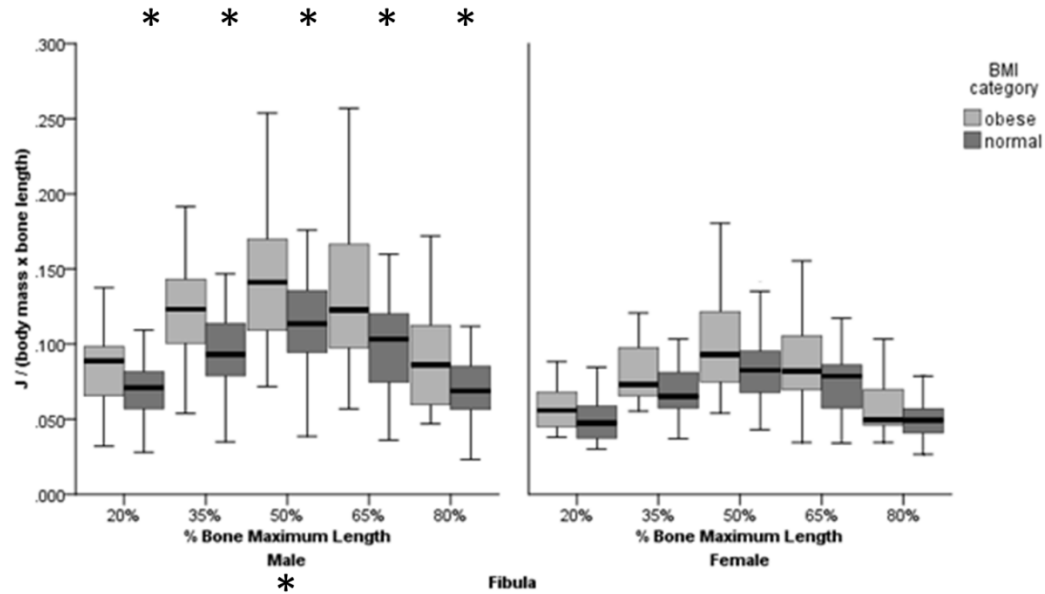 * * * * *
.300
.250
.200
.150
.100
.050
.000
J / (body mass x bone length)
BMI
category
obese
normal
20% 35% 50% 65% 80%
% Bone Maximum Length
Male
*
20% 35% 50% 65% 80%
% Bone Maximum Length
Female
Fibula